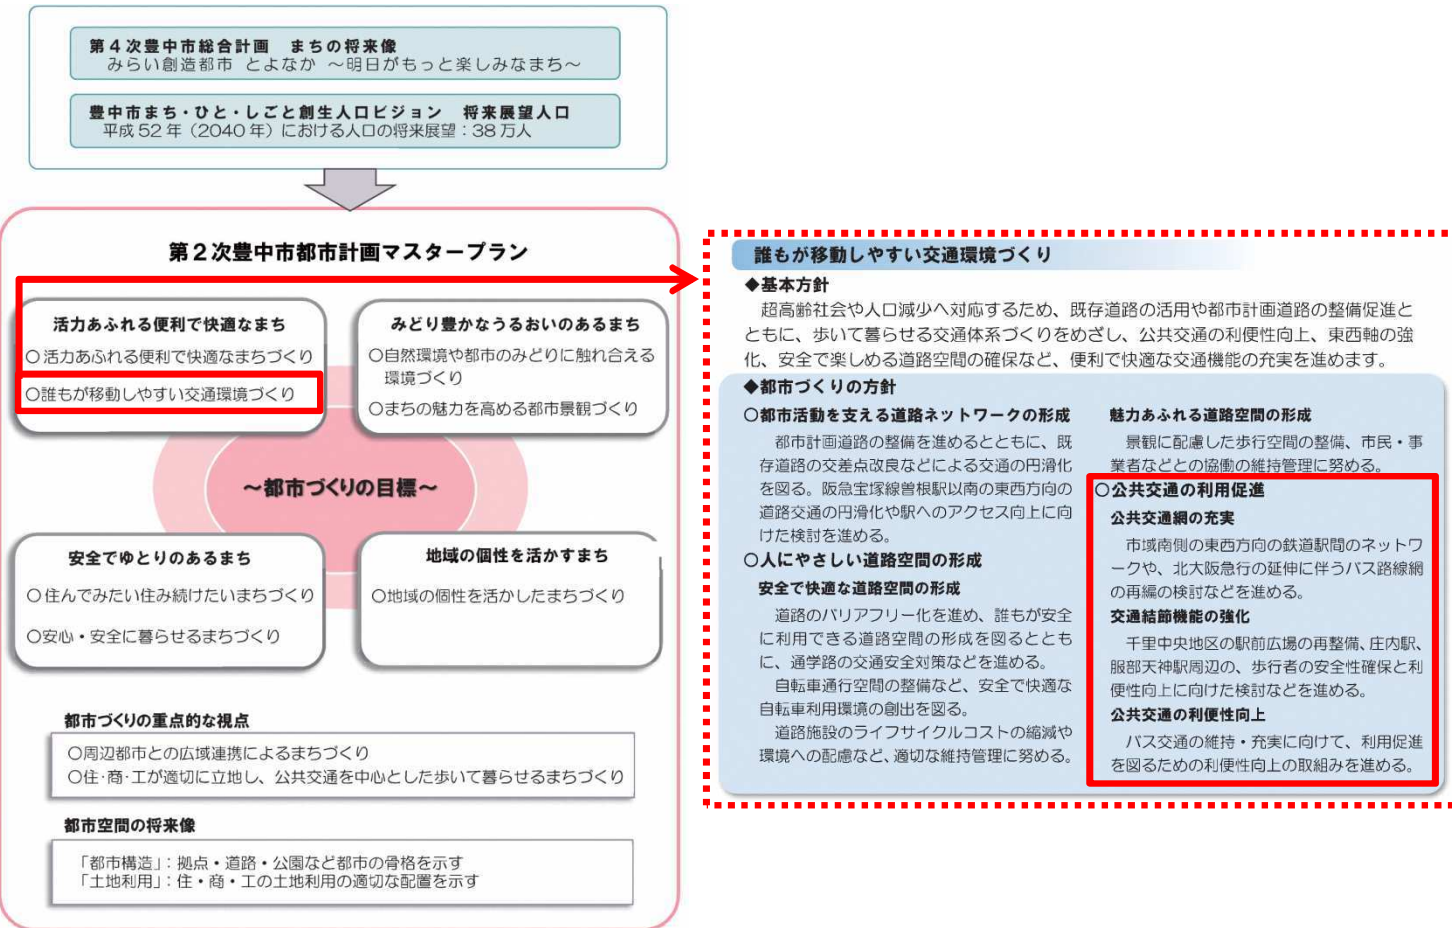 第４次豊中市総合計画　まちの将来像
みらい創造都市 とよなか ～明日がもっと楽しみなまち～
豊中市まち・ひと・しごと創生人口ビジョン　将来展望人口
平成 52 年（2040 年）における人口の将来展望：38 万人
第２次豊中市都市計画マスタープラン
活力あふれる便利で快適なまち
○活力あふれる便利で快適なまちづくり
○誰もが移動しやすい交通環境づくり
みどり豊かなうるおいのあるまち
○自然環境や都市のみどりに触れ合える
環境づくり
○まちの魅力を高める都市景観づくり
～都市づくりの目標～
安全でゆとりのあるまち
○住んでみたい住み続けたいまちづくり
○安心・安全に暮らせるまちづくり
地域の個性を活かすまち
○地域の個性を活かしたまちづくり
都市づくりの重点的な視点
○周辺都市との広域連携によるまちづくり
○住・商・工が適切に立地し、公共交通を中心とした歩いて暮らせるまちづくり
都市空間の将来像
「都市構造」：拠点・道路・公園など都市の骨格を示す
「土地利用」：住・商・工の土地利用の適切な配置を示す
誰もが移動しやすい交通環境づくり
◆基本方針
超高齢社会や人口減少へ対応するため、既存道路の活用や都市計画道路の整備促進と
ともに、歩いて暮らせる交通体系づくりをめざし、公共交通の利便性向上、東西軸の強
化、安全で楽しめる道路空間の確保など、便利で快適な交通機能の充実を進めます。
◆都市づくりの方針
○都市活動を支える道路ネットワークの形成
都市計画道路の整備を進めるとともに、既
存道路の交差点改良などによる交通の円滑化
を図る。阪急宝塚線曽根駅以南の東西方向の
道路交通の円滑化や駅へのアクセス向上に向
けた検討を進める。
○人にやさしい道路空間の形成
安全で快適な道路空間の形成
道路のバリアフリー化を進め、誰もが安全
に利用できる道路空間の形成を図るととも
に、通学路の交通安全対策などを進める。
自転車通行空間の整備など、安全で快適な
自転車利用環境の創出を図る。
道路施設のライフサイクルコストの縮減や
環境への配慮など、適切な維持管理に努める。
魅力あふれる道路空間の形成
景観に配慮した歩行空間の整備、市民・事
業者などとの協働の維持管理に努める。
○公共交通の利用促進
公共交通網の充実
市域南側の東西方向の鉄道駅間のネットワ
ークや、北大阪急行の延伸に伴うバス路線網
の再編の検討などを進める。
交通結節機能の強化
千里中央地区の駅前広場の再整備、庄内駅、
服部天神駅周辺の、歩行者の安全性確保と利
便性向上に向けた検討などを進める。
公共交通の利便性向上
バス交通の維持・充実に向けて、利用促進
を図るための利便性向上の取組みを進める。